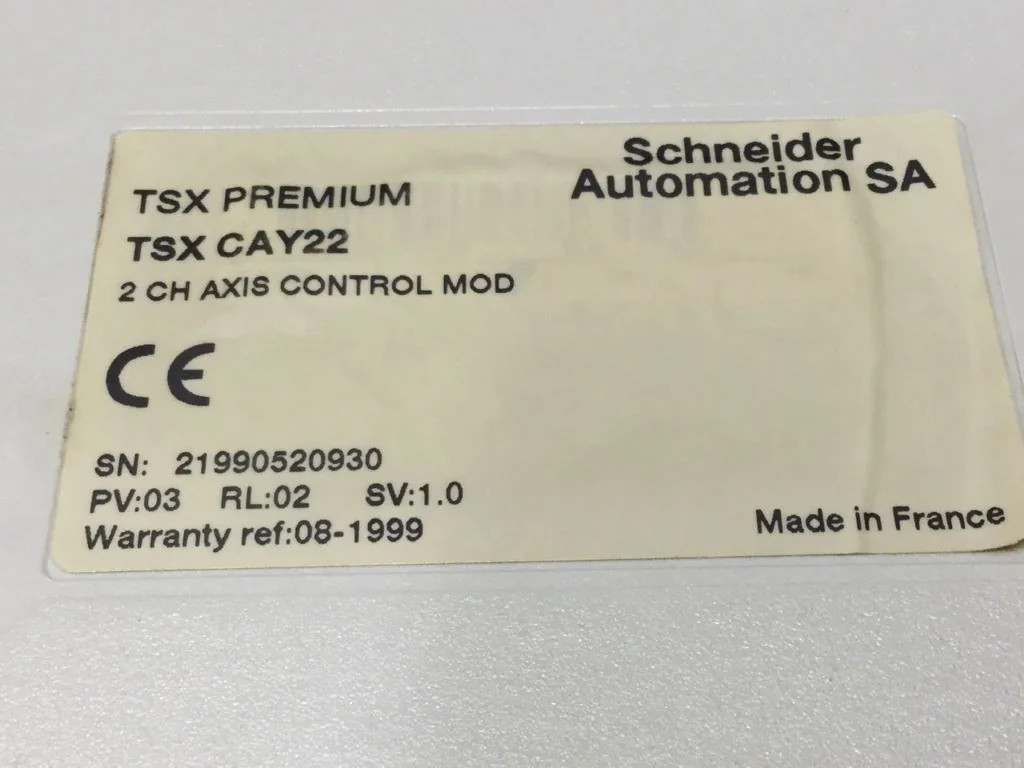 Schneider
Automation SA
TSX PREMIUM
TSX CAY22
2 CH AXIS CONTROL MOD
CE
SN: 21990520930
PV:03 RL:02 SV:1.0
Warranty ref:08-1999
Made in France